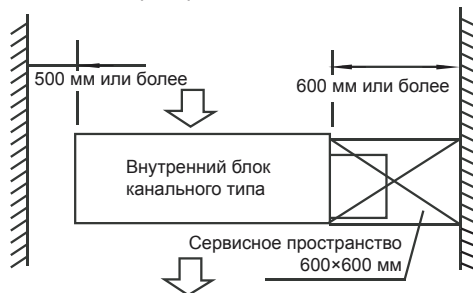 500 мм или более
600 мм или более
Внутренний блок
канального типа
Сервисное пространство
600×600 мм